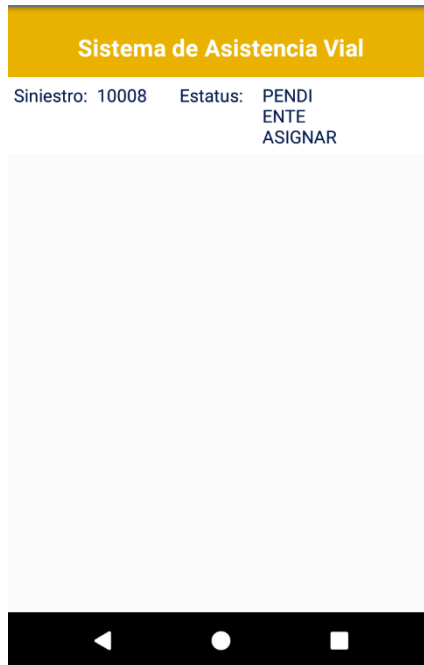 Sistema de Asistencia Vial
Siniestro: 10008 Estatus: PENDI
ENTE
ASIGNAR